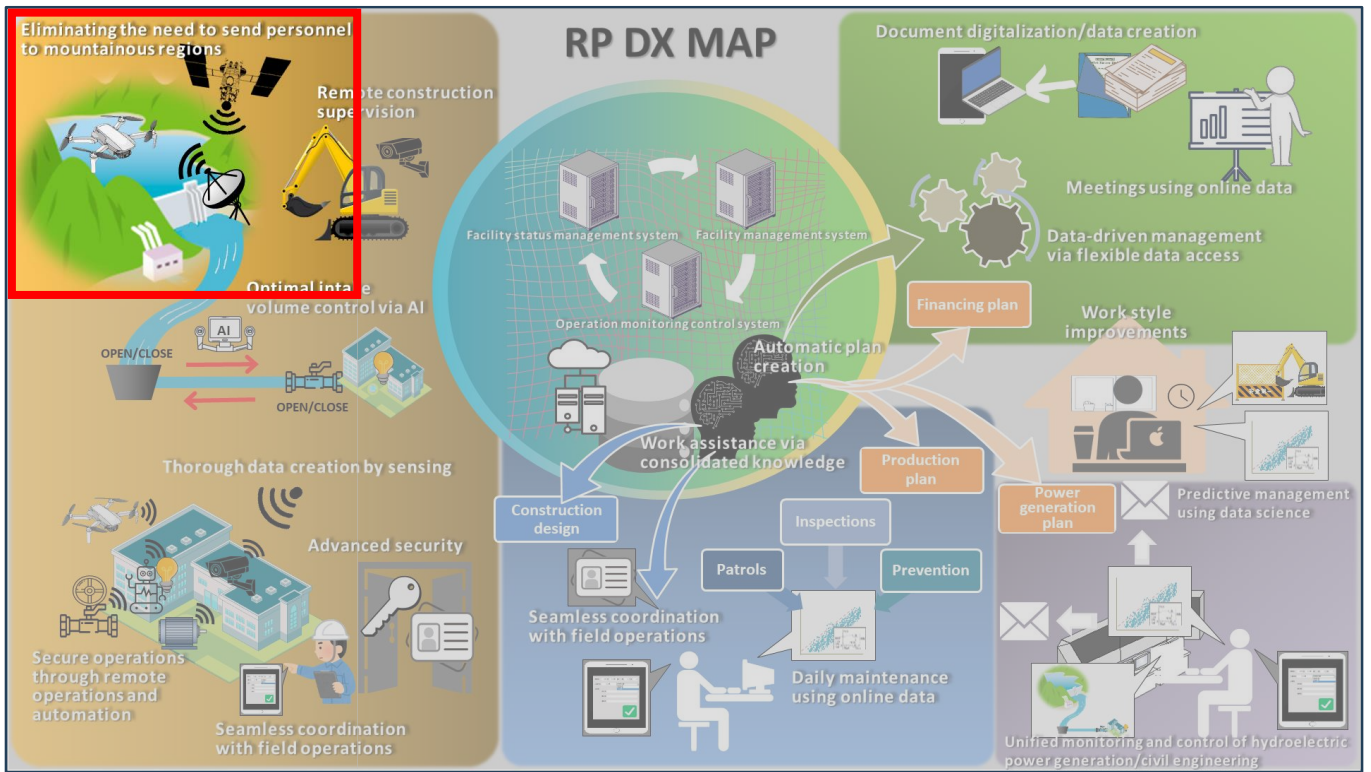 Eliminating the need to send personnel
to mountainous regions
RP DX MAP
Document digitalization/data creation
Remote construction
supervision
Meetings using online data
Facility status management system
Facility management system
Data-driven management
via flexible data access
Optimal intake
volume control via AI
AI
OPEN/CLOSE
OPEN/CLOSE
Operation monitoring control system
Financing plan
Work style
improvements
Automatic plan
creation
Work assistance via
consolidated knowledge
Production
plan
Power
generation
plan
Thorough data creation by sensing
Construction
design
Inspections
Predictive management
using data science
Advanced security
Patrols
Prevention
Seamless coordination
with field operations
Secure operations
through remote
operations and
automation
Daily maintenance
using online data
Seamless coordination
with field operations
Unified monitoring and control of hydroelectric
power generation/civil engineering